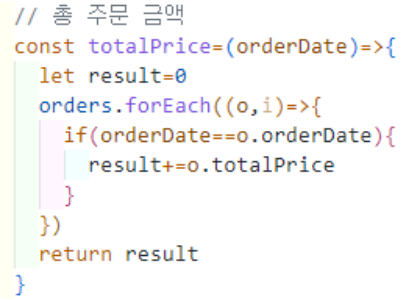 // 총 주문 금액
const totalPrice=(orderDate)=>{
let result=0
orders.forEach((o,i)=>{
if(orderDate==o.orderDate){
result+=o.totalPrice
}
})
return result
}